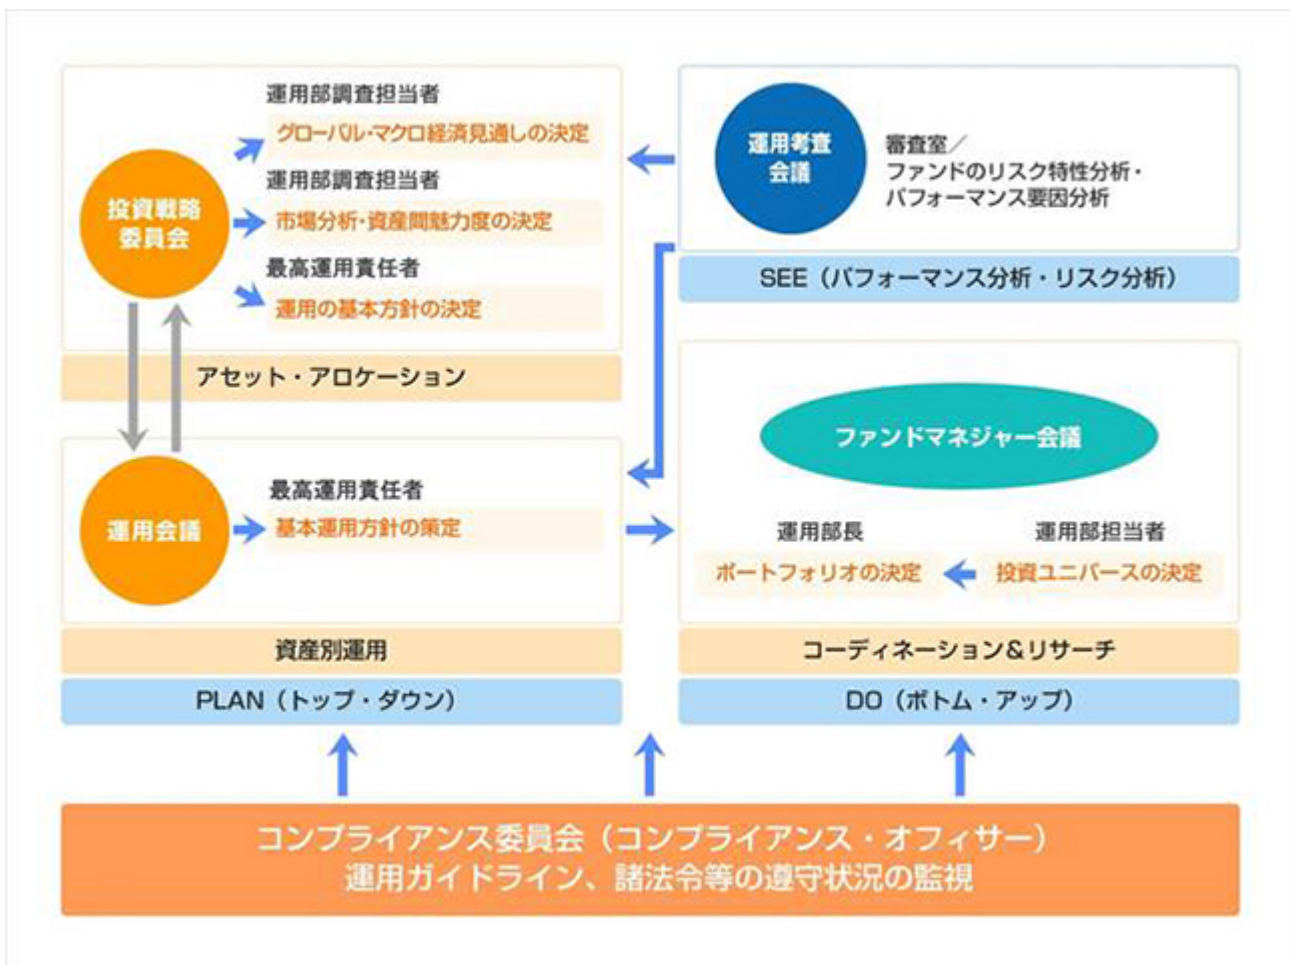 運用部調査担当者
グローバル・マクロ経済見通しの決定
投資戦略
委員会
運用部調査担当者
市場分析・資産間魅力度の決定
最高運用責任者
運用の基本方針の決定
アセット・アロケーション
運用考査
会議
審査室／
ファンドのリスク特性分析・
パフォーマンス要因分析
SEE（パフォーマンス分析・リスク分析）
運用会議
最高運用責任者
基本運用方針の策定
資産別運用
PLAN（トップ・ダウン）
ファンドマネジャー会議
運用部長
運用部担当者
ポートフォリオの決定
投資ユニバースの決定
コーディネーション＆リサーチ
DO（ボトム・アップ）
コンプライアンス委員会（コンプライアンス・オフィサー）
運用ガイドライン、諸法令等の遵守状況の監視